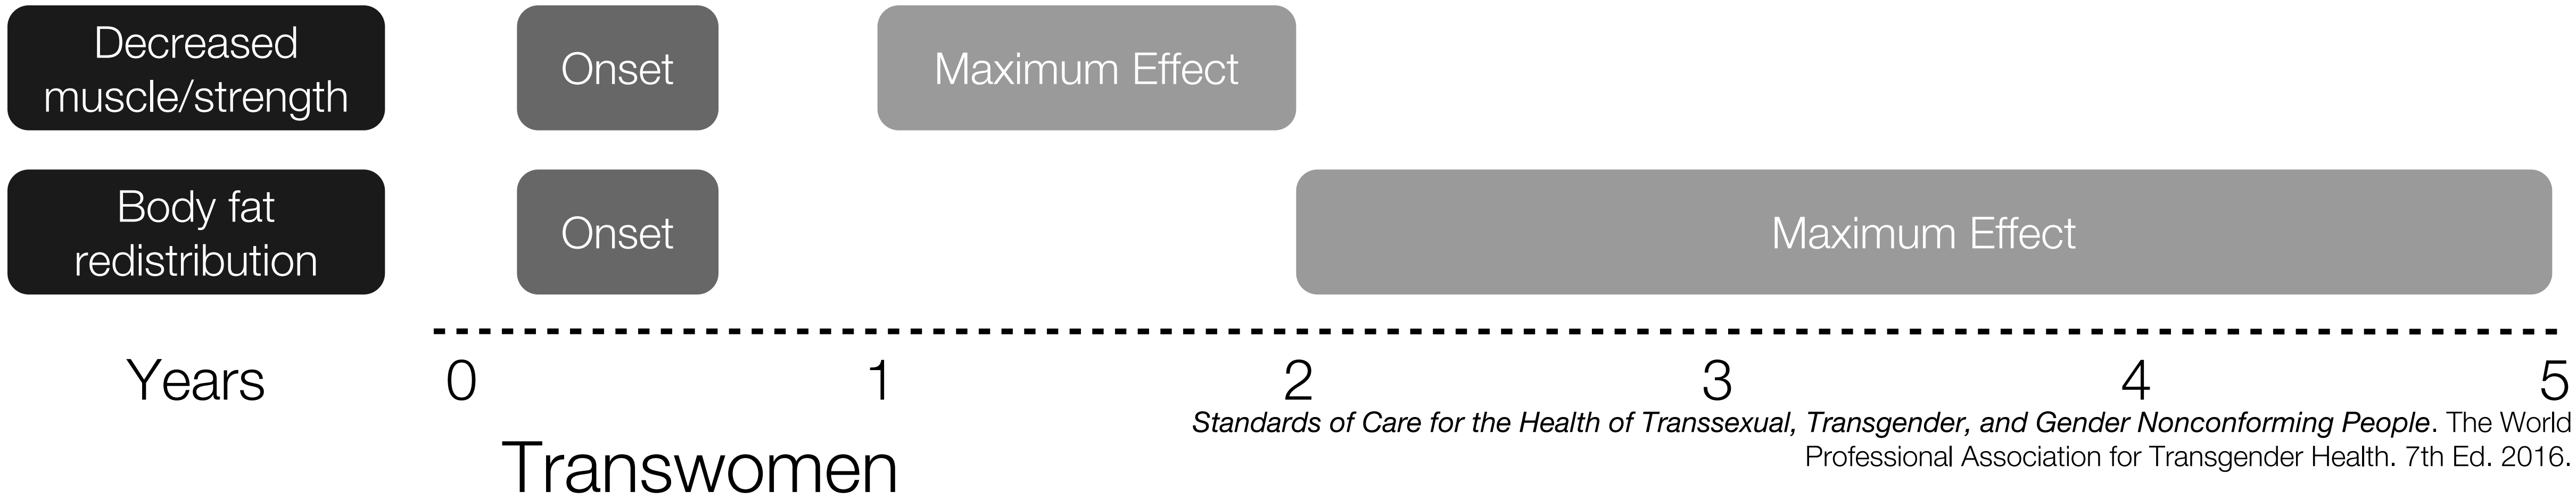 Decreased
muscle/strength
Onset
Maximum Effect
Body fat
redistribution
Onset
Maximum Effect
Years 0 1 2 3 4 5
Standards of Care for the Health of Transsexual, Transgender, and Gender Nonconforming People. The World
Professional Association for Transgender Health. 7th Ed. 2016.
Transwomen